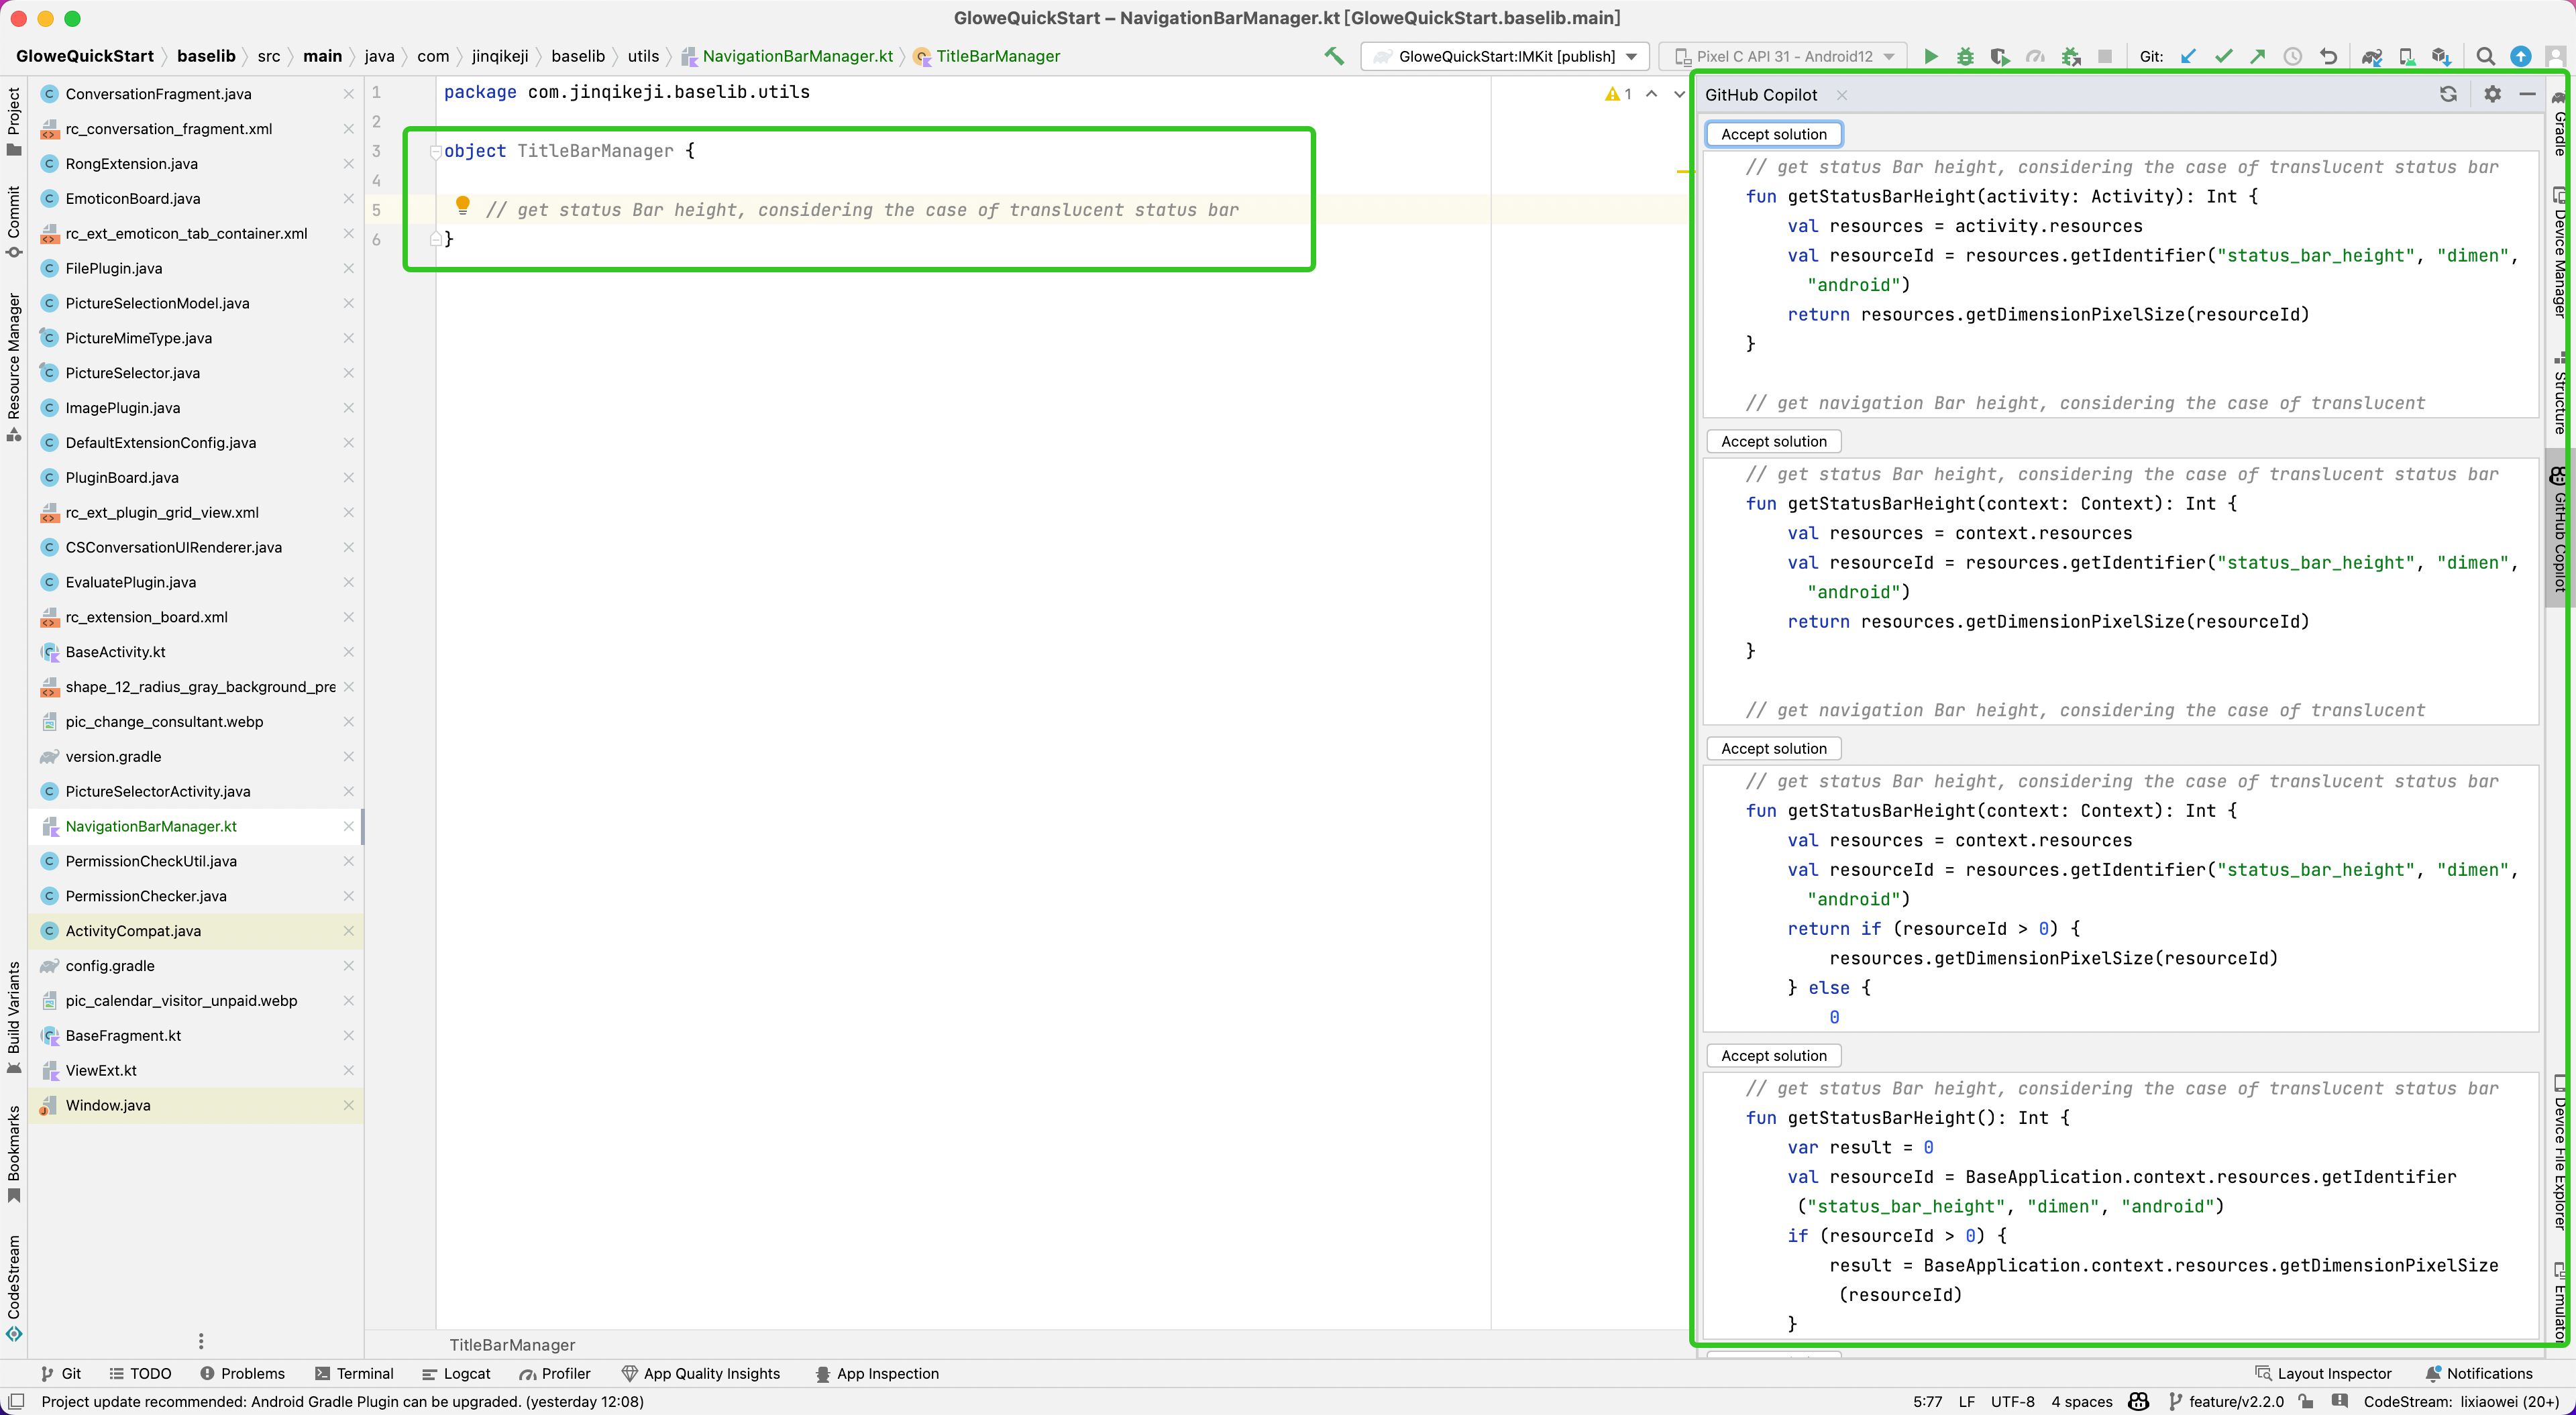 GloweQuickStart – NavigationBarManager.kt [GloweQuickStart.baselib.main]
GloweQuickStart baselib src main java com jinqikeji baselib utils NavigationBarManager.kt TitleBarManager
GloweQuickStart:IMKit [publish]
Pixel C API 31 - Android12
Git:
Project
Commit
Resource Manager
Build Variants
Bookmarks
CodeStream
ConversationFragment.java
rc_conversation_fragment.xml
RongExtension.java
EmoticonBoard.java
rc_ext_emoticon_tab_container.xml
FilePlugin.java
PictureSelectionModel.java
PictureMimeType.java
PictureSelector.java
ImagePlugin.java
DefaultExtensionConfig.java
PluginBoard.java
rc_ext_plugin_grid_view.xml
CSConversationUIRenderer.java
EvaluatePlugin.java
rc_extension_board.xml
BaseActivity.kt
shape_12_radius_gray_background_pre
pic_change_consultant.webp
version.gradle
PictureSelectorActivity.java
NavigationBarManager.kt
PermissionCheckUtil.java
PermissionChecker.java
ActivityCompat.java
config.gradle
pic_calendar_visitor_unpaid.webp
BaseFragment.kt
ViewExt.kt
Window.java
1 package com.jinqikeji.baselib.utils
2
3 object TitleBarManager {
4
5 // get status Bar height, considering the case of translucent status bar
6 }
1
TitleBarManager
GitHub Copilot
Accept solution
// get status Bar height, considering the case of translucent status bar
fun getStatusBarHeight(activity: Activity): Int {
val resources = activity.resources
val resourceId = resources.getIdentifier("status_bar_height", "dimen",
"android")
return resources.getDimensionPixelSize(resourceId)
}
// get navigation Bar height, considering the case of translucent
Accept solution
// get status Bar height, considering the case of translucent status bar
fun getStatusBarHeight(context: Context): Int {
val resources = context.resources
val resourceId = resources.getIdentifier("status_bar_height", "dimen",
"android")
return resources.getDimensionPixelSize(resourceId)
}
// get navigation Bar height, considering the case of translucent
Accept solution
// get status Bar height, considering the case of translucent status bar
fun getStatusBarHeight(context: Context): Int {
val resources = context.resources
val resourceId = resources.getIdentifier("status_bar_height", "dimen",
"android")
return if (resourceId > 0) {
resources.getDimensionPixelSize(resourceId)
} else {
0
Accept solution
// get status Bar height, considering the case of translucent status bar
fun getStatusBarHeight(): Int {
var result = 0
val resourceId = BaseApplication.context.resources.getIdentifier
("status_bar_height", "dimen", "android")
if (resourceId > 0) {
result = BaseApplication.context.resources.getDimensionPixelSize
(resourceId)
}
Gradle
Device Manager
Structure
GitHub Copilot
Device File Explorer
Emulator
Git TODO Problems Terminal Logcat Profiler App Quality Insights App Inspection Layout Inspector Notifications
Project update recommended: Android Gradle Plugin can be upgraded. (yesterday 12:08)
5:77 LF UTF-8 4 spaces feature/v2.2.0 CodeStream: lixiaowei (20+)